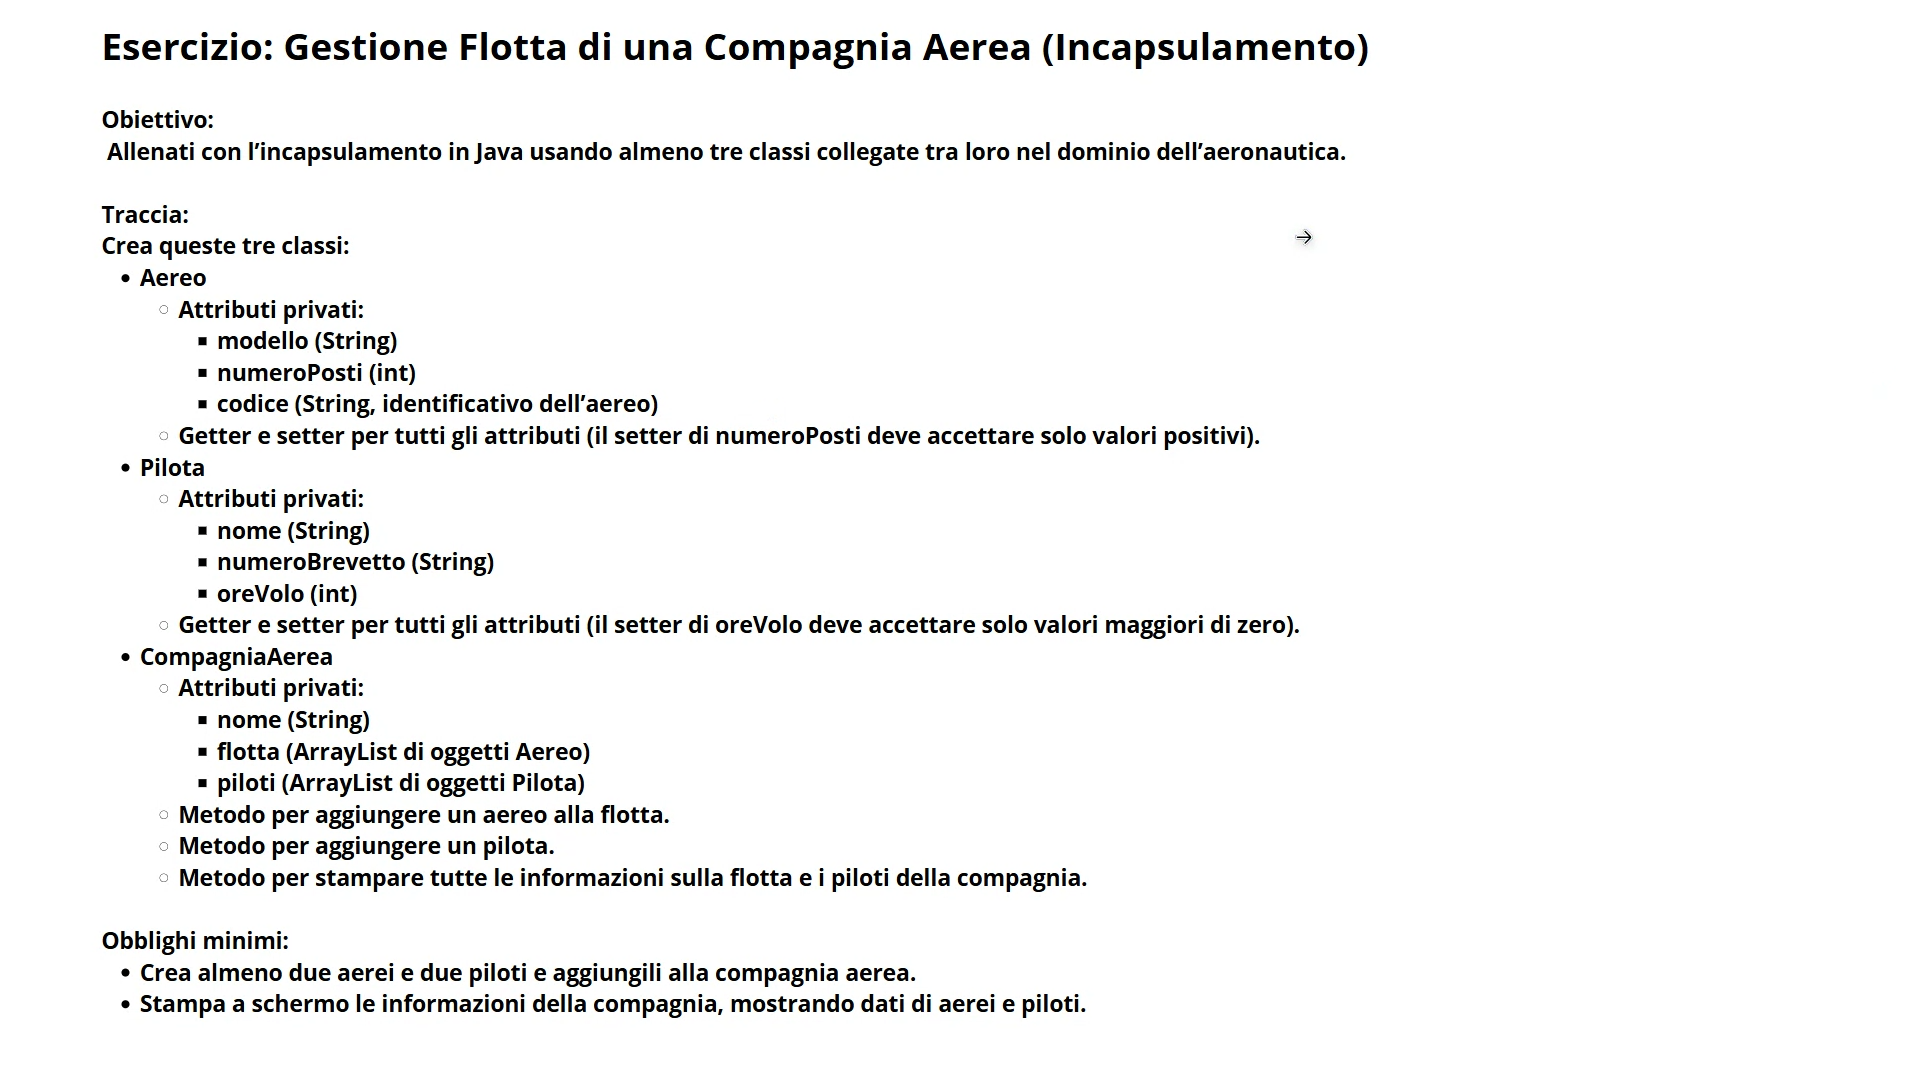 Esercizio: Gestione Flotta di una Compagnia Aerea (Incapsulamento)
Obiettivo:
Allenati con l’incapsulamento in Java usando almeno tre classi collegate tra loro nel dominio dell’aeronautica.
Traccia:
Crea queste tre classi:
Aereo
Attributi privati:
modello (String)
numeroPosti (int)
codice (String, identificativo dell’aereo)
Getter e setter per tutti gli attributi (il setter di numeroPosti deve accettare solo valori positivi).
Pilota
Attributi privati:
nome (String)
numeroBrevetto (String)
oreVolo (int)
Getter e setter per tutti gli attributi (il setter di oreVolo deve accettare solo valori maggiori di zero).
CompagniaAerea
Attributi privati:
nome (String)
flotta (ArrayList di oggetti Aereo)
piloti (ArrayList di oggetti Pilota)
Metodo per aggiungere un aereo alla flotta.
Metodo per aggiungere un pilota.
Metodo per stampare tutte le informazioni sulla flotta e i piloti della compagnia.
Obblighi minimi:
Crea almeno due aerei e due piloti e aggiungili alla compagnia aerea.
Stampa a schermo le informazioni della compagnia, mostrando dati di aerei e piloti.